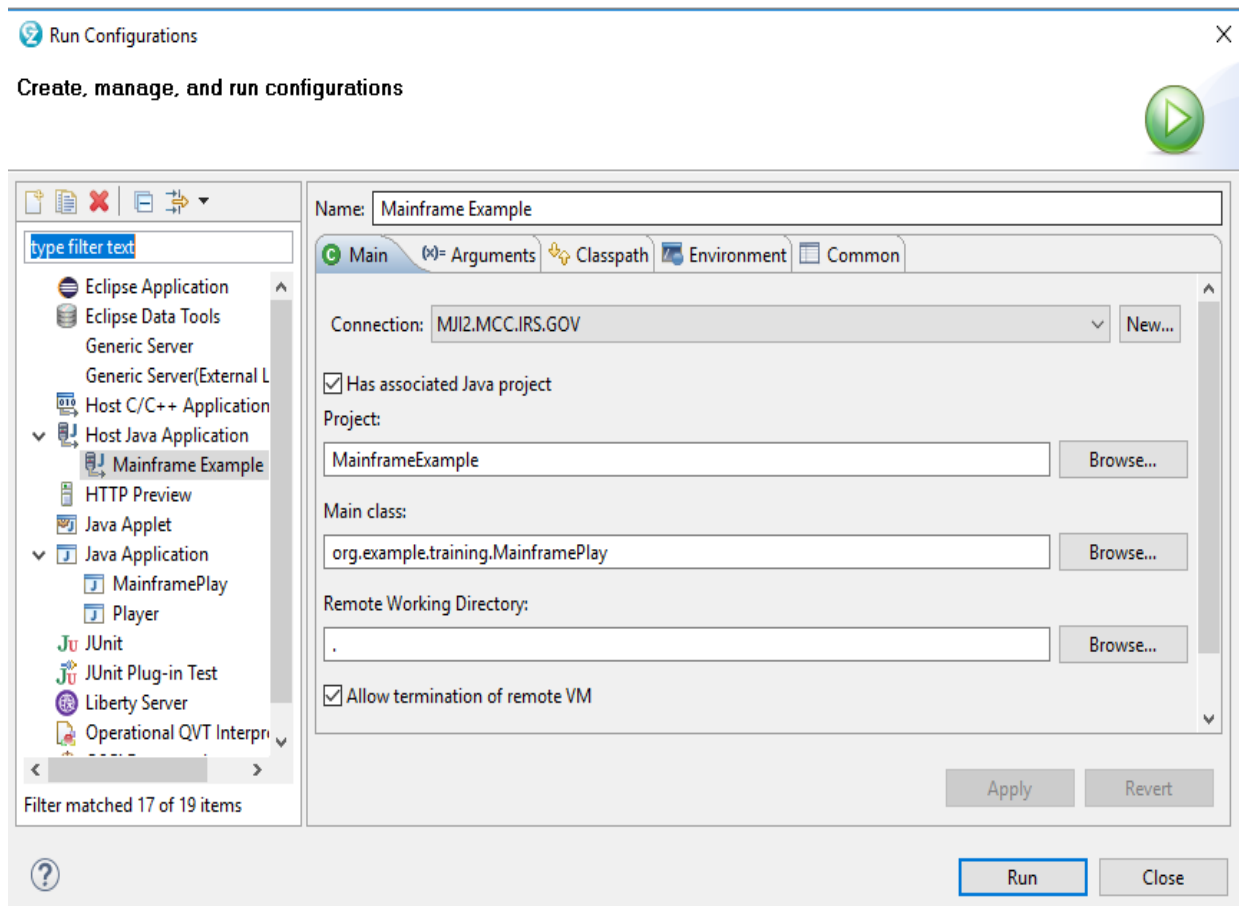 Run Configurations
Create, manage, and run configurations
type filter text
Eclipse Application
Eclipse Data Tools
Generic Server
Generic Server(External L
Host C/C++ Application
Host Java Application
Mainframe Example
HTTP Preview
Java Applet
Java Application
MainframePlay
Player
JUnit
JUnit Plug-in Test
Liberty Server
Operational QVT Interpr
Filter matched 17 of 19 items
Name: Mainframe Example
Main (x)= Arguments Classpath Environment Common
Connection: MJI2.MCC.IRS.GOV New...
Has associated Java project
Project:
MainframeExample Browse...
Main class:
org.example.training.MainframePlay Browse...
Remote Working Directory:
. Browse...
Allow termination of remote VM
Apply Revert
Run Close